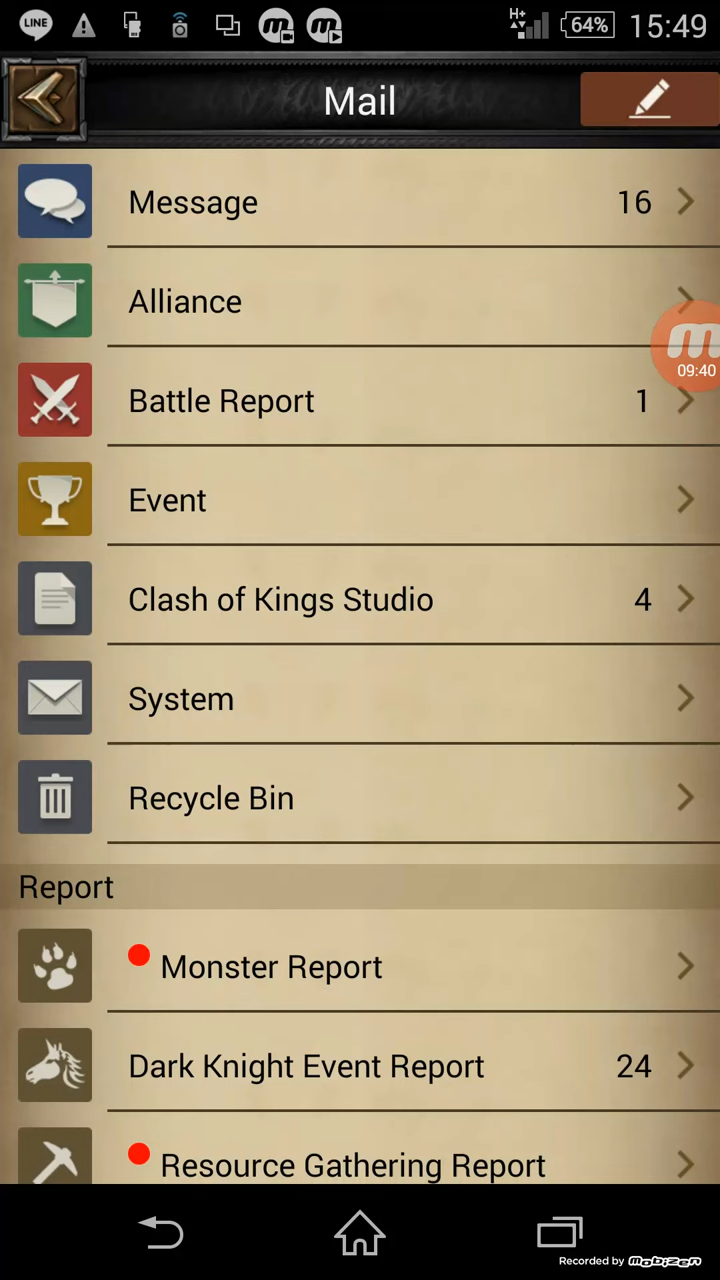 LINE
H+
64%
15:49
Mail
Message 16
Alliance
m
09:40
Battle Report 1
Event
Clash of Kings Studio 4
System
Recycle Bin
Report
Monster Report
Dark Knight Event Report 24
Resource Gathering Report
Recorded by mobizen